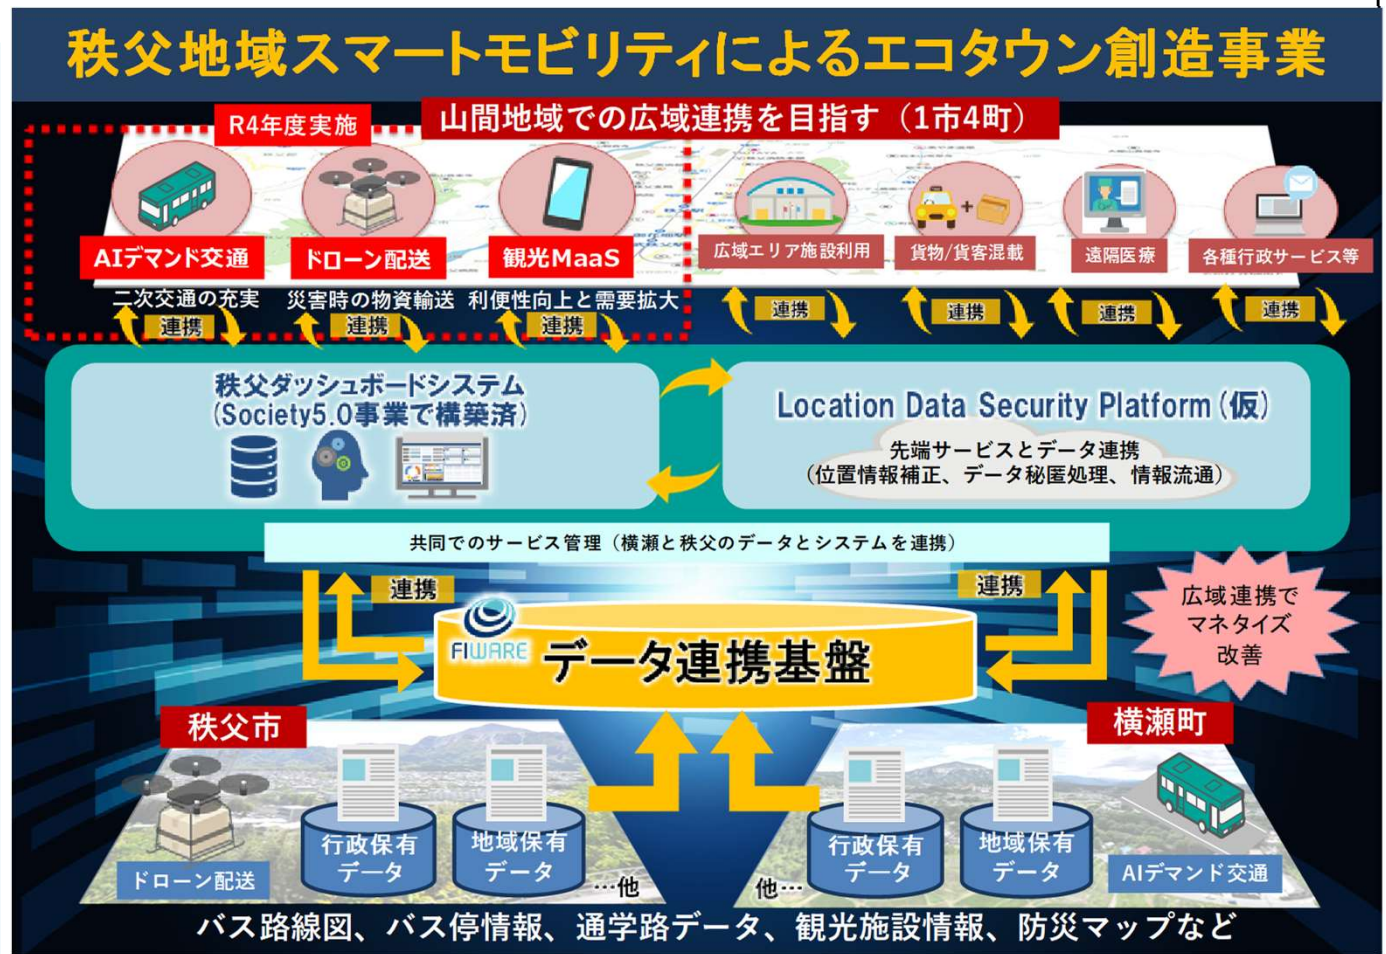 秩父地域スマートモビリティによるエコタウン創造事業
R4年度実施
山間地域での広域連携を目指す（1市4町）
AIデマンド交通
ドローン配送
観光MaaS
広域エリア施設利用
貨物/貨客混載
遠隔医療
各種行政サービス等
二次交通の充実
災害時の物資輸送
利便性向上と需要拡大
連携
連携
連携
連携
連携
連携
連携
秩父ダッシュボードシステム
(Society5.0事業で構築済)
Location Data Security Platform（仮）
先端サービスとデータ連携
（位置情報補正、データ秘匿処理、情報流通）
共同でのサービス管理（横瀬と秩父のデータとシステムを連携）
連携
連携
広域連携で
マネタイズ
改善
FIWARE
データ連携基盤
秩父市
横瀬町
ドローン配送
行政保有
データ
地域保有
データ
…他
他…
行政保有
データ
地域保有
データ
AIデマンド交通
バス路線図、バス停情報、通学路データ、観光施設情報、防災マップなど